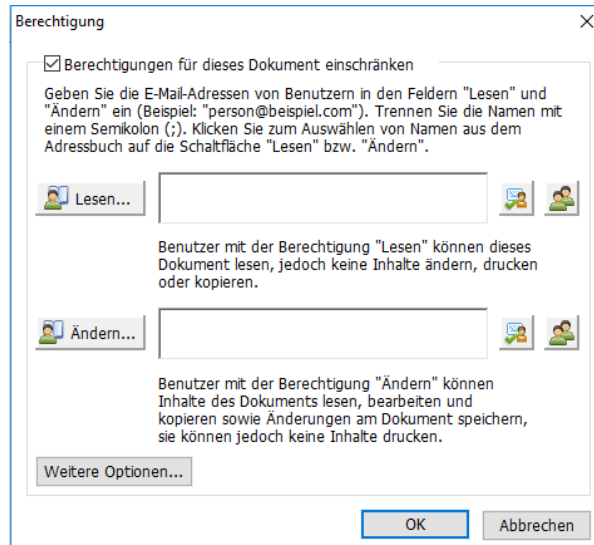 Berechtigung
Berechtigungen für dieses Dokument einschränken
Geben Sie die E-Mail-Adressen von Benutzern in den Feldern "Lesen" und
"Ändern" ein (Beispiel: "person@beispiel.com"). Trennen Sie die Namen mit
einem Semikolon (;). Klicken Sie zum Auswählen von Namen aus dem
Adressbuch auf die Schaltfläche "Lesen" bzw. "Ändern".
Lesen...
Benutzer mit der Berechtigung "Lesen" können dieses
Dokument lesen, jedoch keine Inhalte ändern, drucken
oder kopieren.
Ändern...
Benutzer mit der Berechtigung "Ändern" können
Inhalte des Dokuments lesen, bearbeiten und
kopieren sowie Änderungen am Dokument speichern,
sie können jedoch keine Inhalte drucken.
Weitere Optionen...
OK
Abbrechen